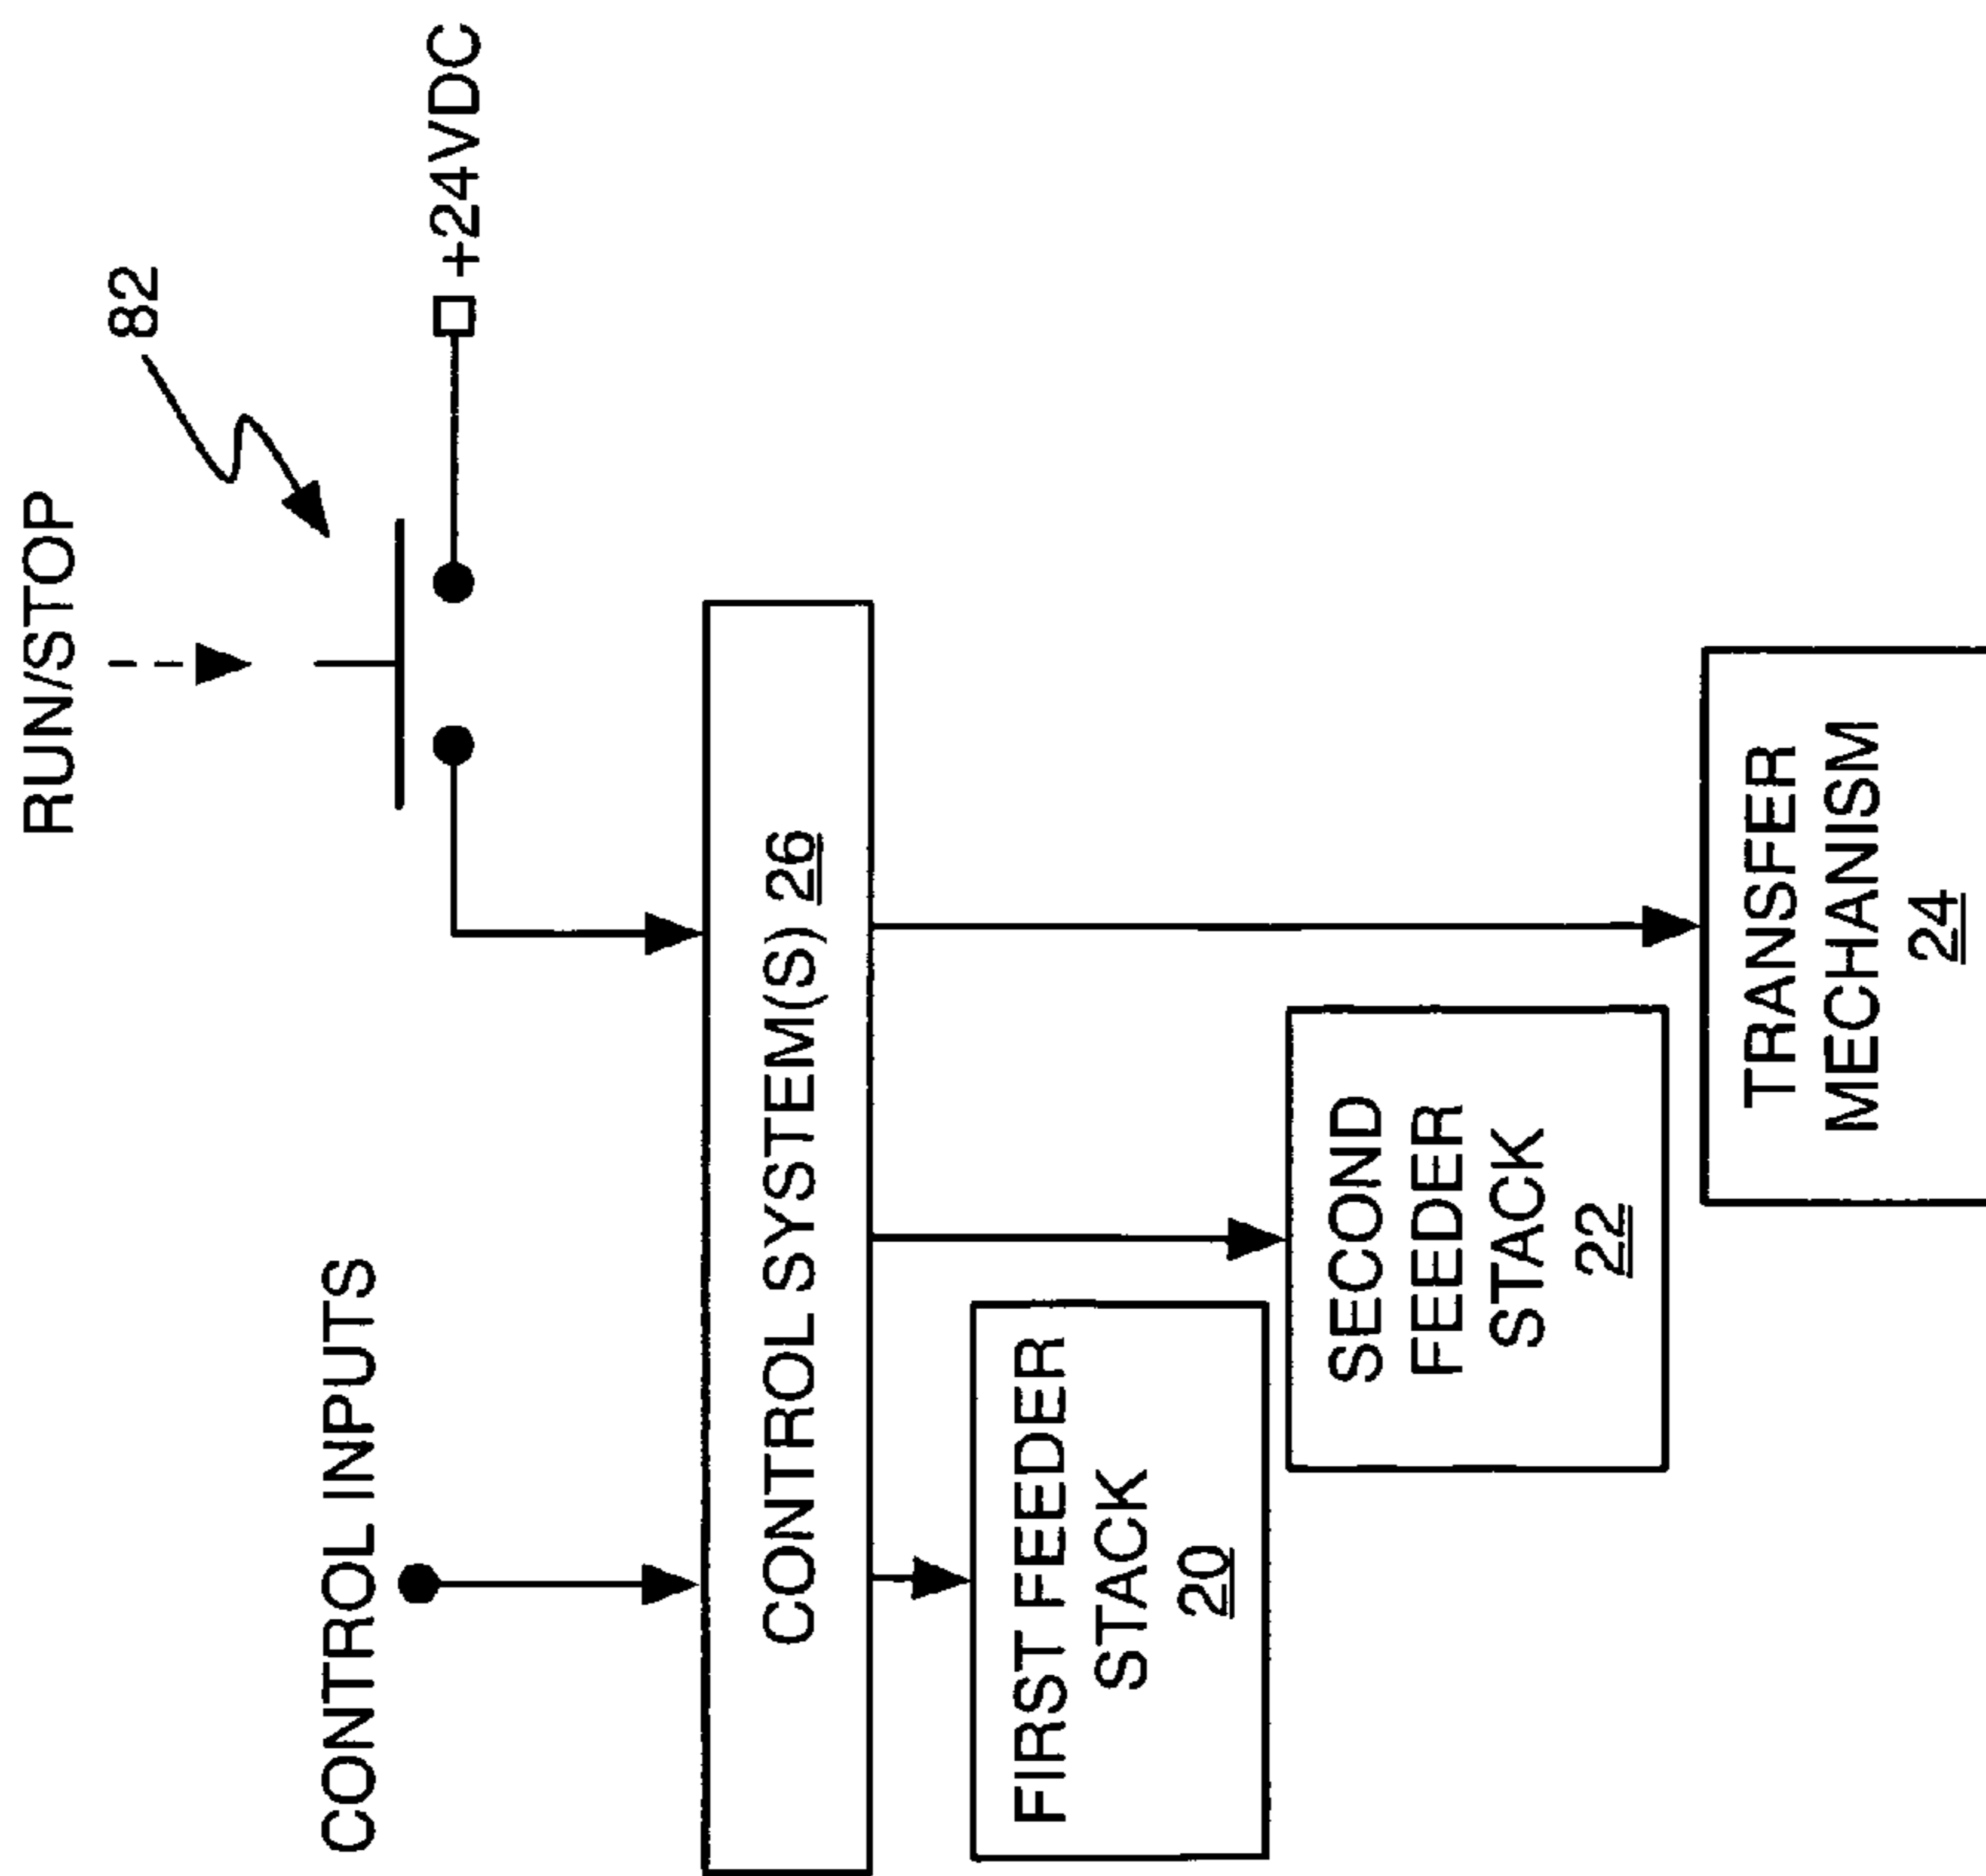 RUN/STOP
82
+24VDC
CONTROL INPUTS
CONTROL SYSTEM(S) 26
FIRST FEEDER
STACK
20
SECOND
FEEDER
STACK
22
TRANSFER
MECHANISM
24